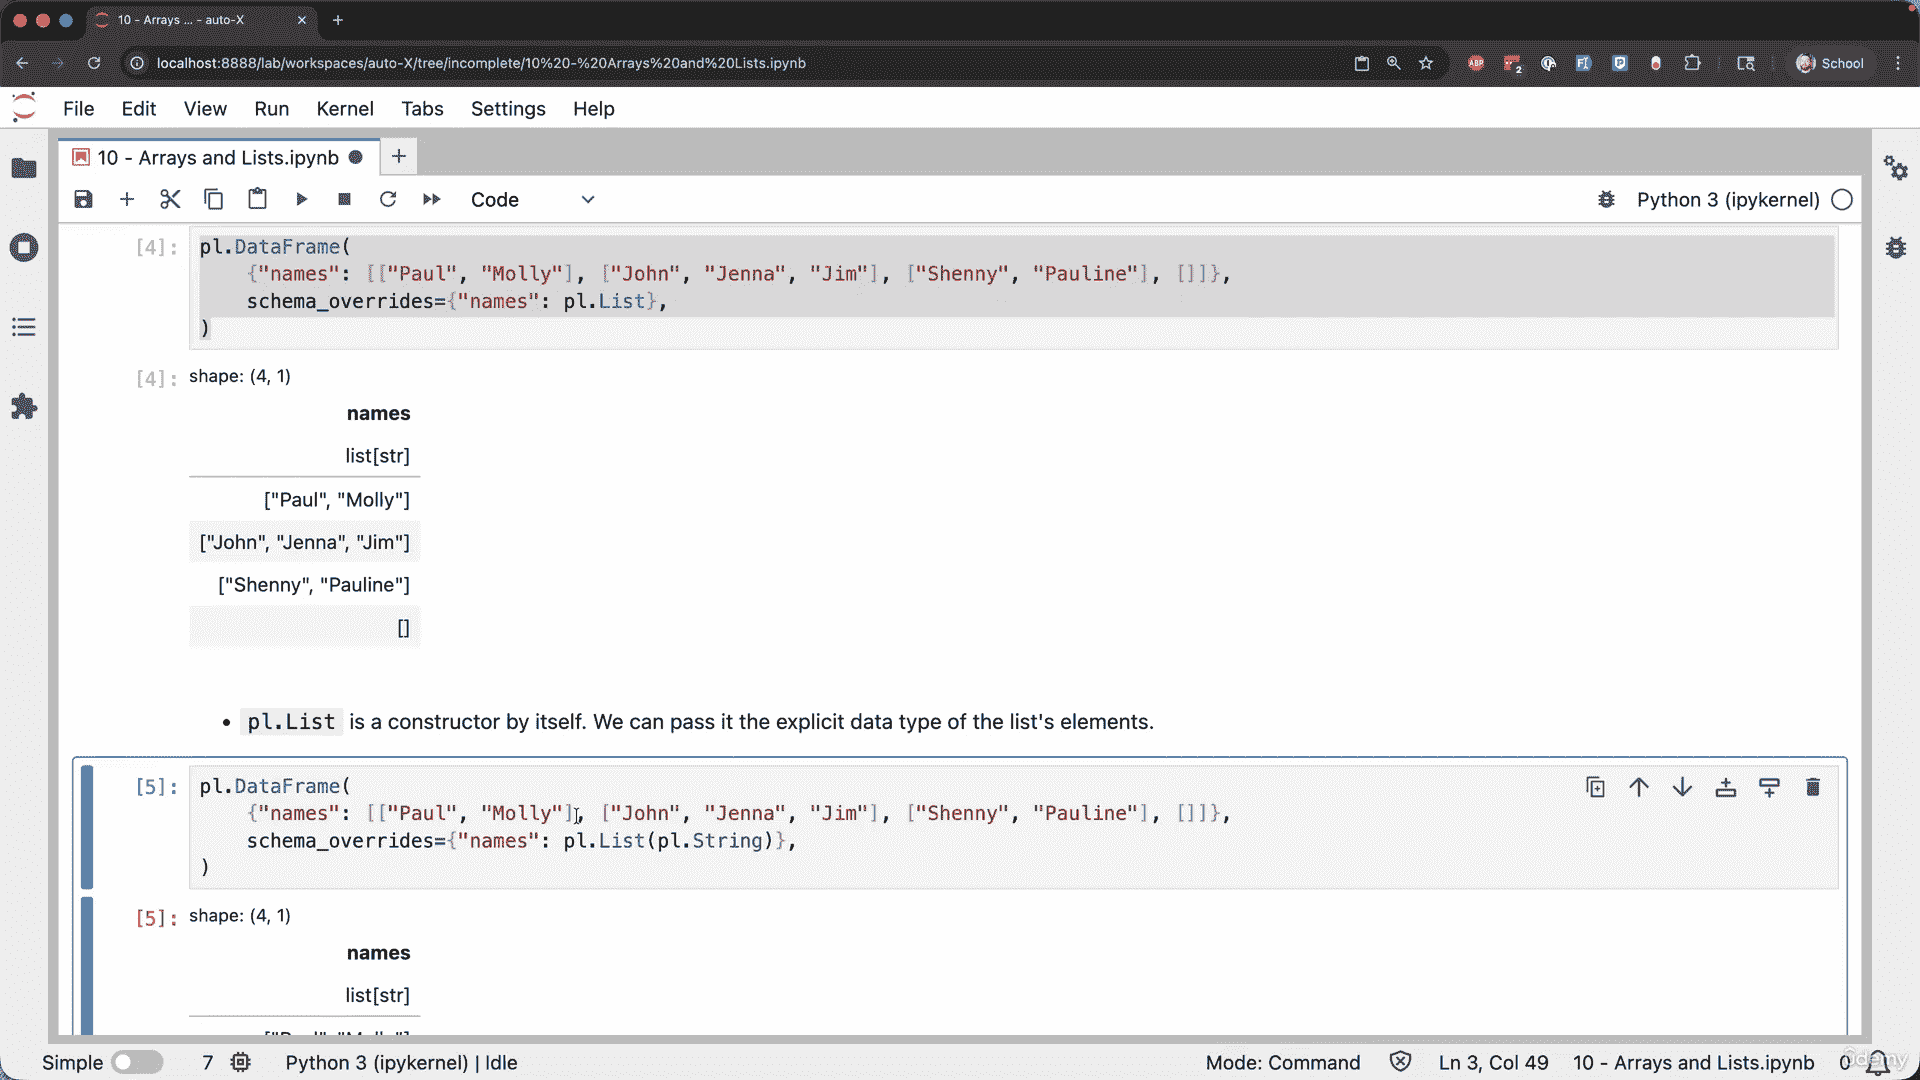 10 - Arrays ... - auto-X
localhost:8888/lab/workspaces/auto-X/tree/incomplete/10%20-%20Arrays%20and%20Lists.ipynb
ABP
2
School
File Edit View Run Kernel Tabs Settings Help
10 - Arrays and Lists.ipynb
Code
Python 3 (ipykernel)
[4]: pl.DataFrame(
{"names": [["Paul", "Molly"], ["John", "Jenna", "Jim"], ["Shenny", "Pauline"], []]},
schema_overrides={"names": pl.List},
)
[4]: shape: (4, 1)
names
list[str]
["Paul", "Molly"]
["John", "Jenna", "Jim"]
["Shenny", "Pauline"]
[]
• pl.List is a constructor by itself. We can pass it the explicit data type of the list's elements.
[5]: pl.DataFrame(
{"names": [["Paul", "Molly"], ["John", "Jenna", "Jim"], ["Shenny", "Pauline"], []]},
schema_overrides={"names": pl.List(pl.String)},
)
[5]: shape: (4, 1)
names
list[str]
["Paul", "Molly"]
Simple 7 Python 3 (ipykernel) | Idle Mode: Command Ln 3, Col 49 10 - Arrays and Lists.ipynb 0
Udemy